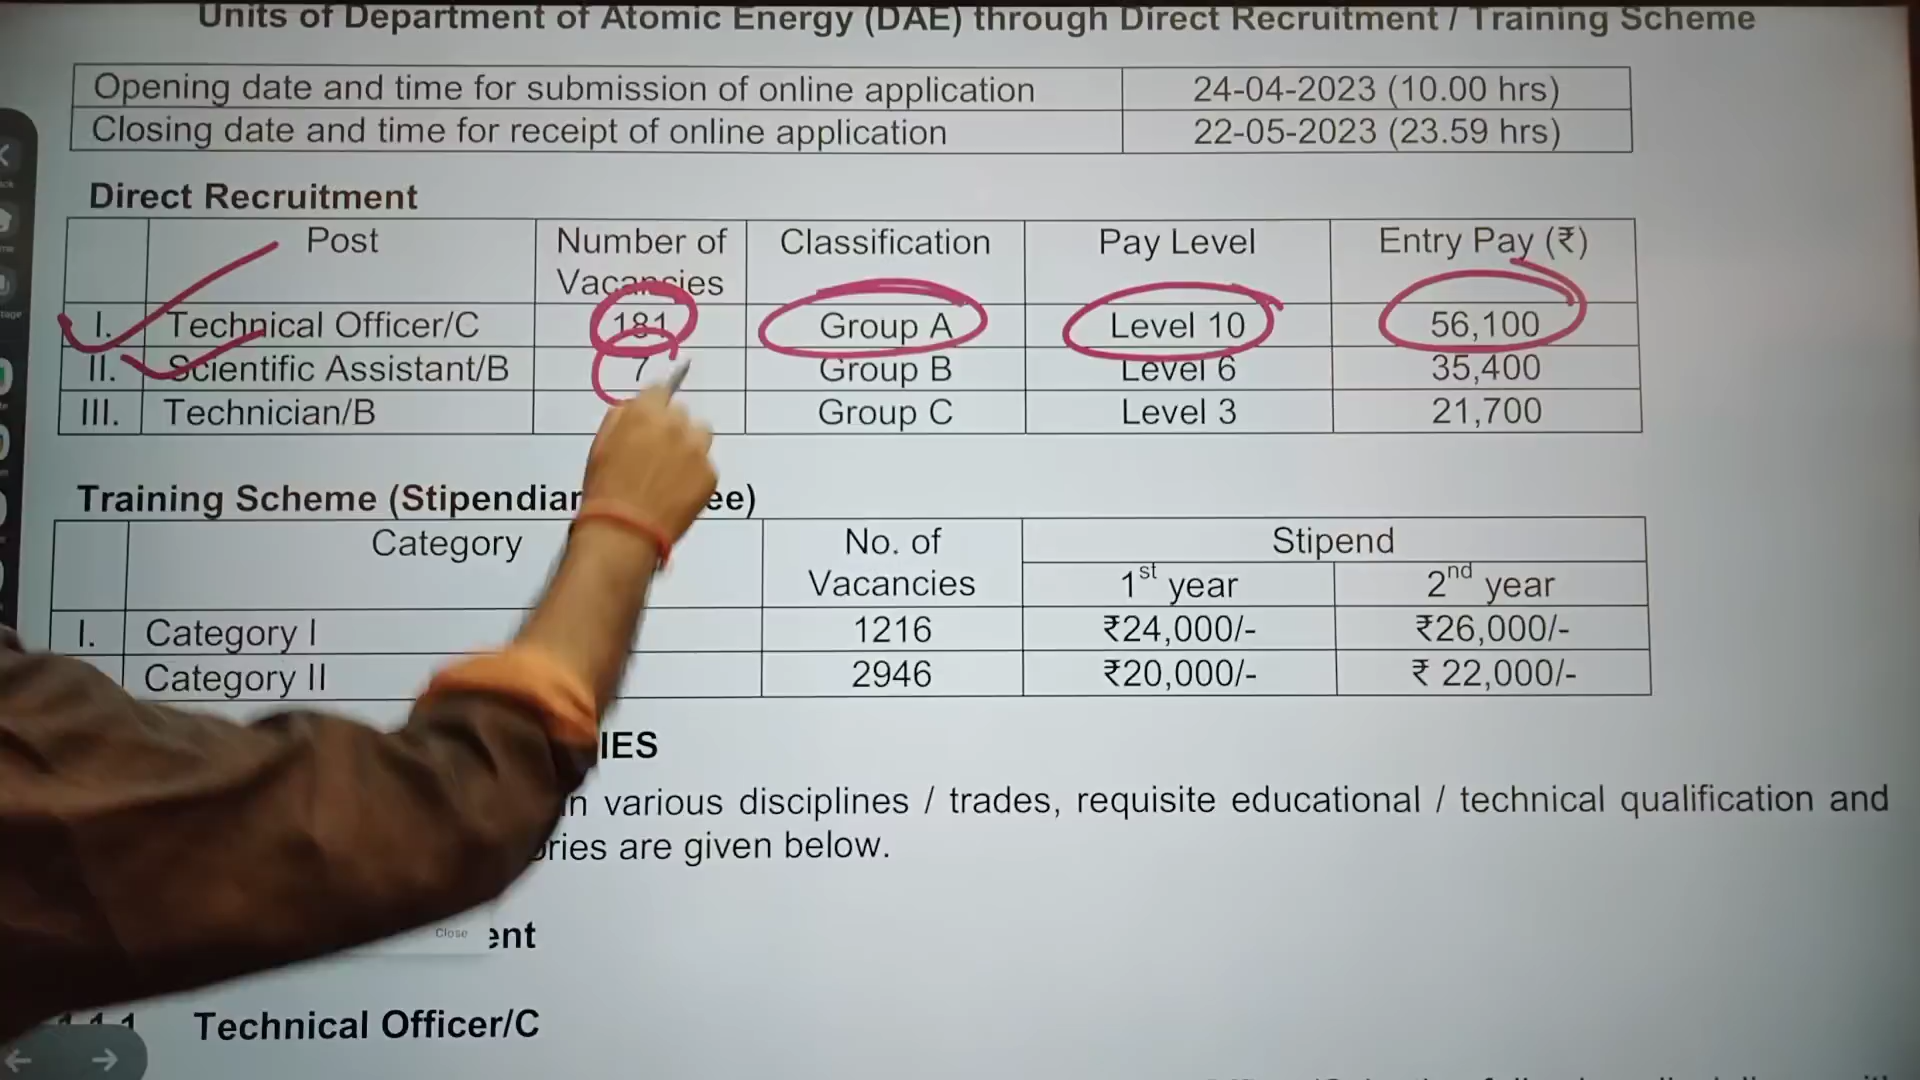 Units of Department of Atomic Energy (DAE) through Direct Recruitment / Training Scheme
Opening date and time for submission of online application 24-04-2023 (10.00 hrs)
Closing date and time for receipt of online application 22-05-2023 (23.59 hrs)
Direct Recruitment
Post Number of Vacancies Classification Pay Level Entry Pay (₹)
I. Technical Officer/C 181 Group A Level 10 56,100
II. Scientific Assistant/B 7 Group B Level 6 35,400
III. Technician/B Group C Level 3 21,700
Training Scheme
Category No. of Vacancies Stipend
1st year 2nd year
I. Category I 1216 ₹24,000/- ₹26,000/-
Category II 2946 ₹20,000/- ₹ 22,000/-
in various disciplines / trades, requisite educational / technical qualification and
are given below.
Close
Technical Officer/C